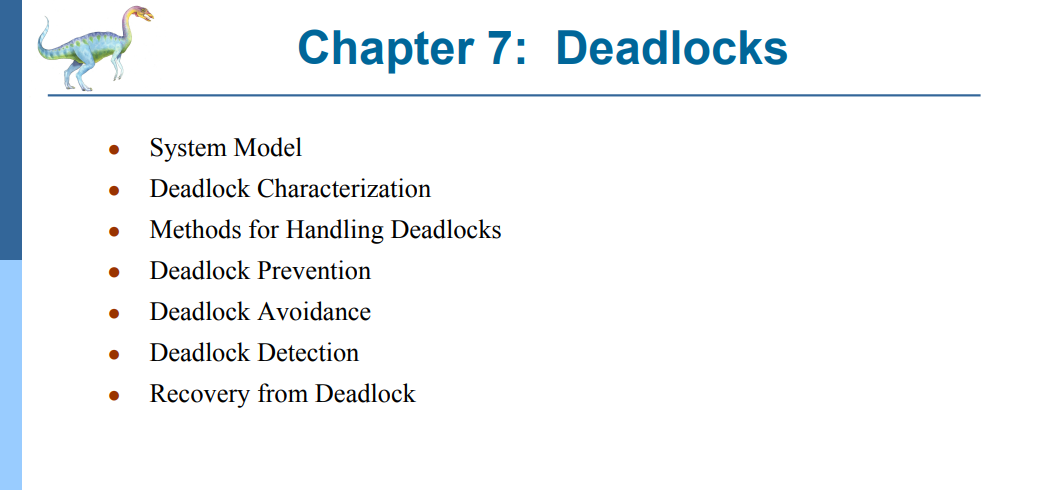 Chapter 7:  Deadlocks
● System Model
● Deadlock Characterization
● Methods for Handling Deadlocks
● Deadlock Prevention
● Deadlock Avoidance
● Deadlock Detection
● Recovery from Deadlock